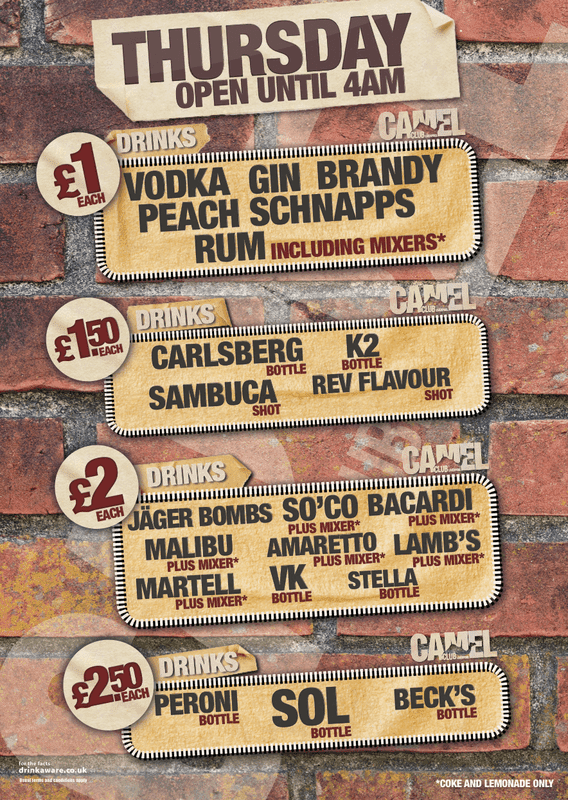 THURSDAY
OPEN UNTIL 4AM
£1 EACH
DRINKS
CAMEL
CLUB
VODKA GIN BRANDY
PEACH SCHNAPPS
RUM INCLUDING MIXERS*
£1.50 EACH
DRINKS
CAMEL
CLUB
CARLSBERG BOTTLE K2 BOTTLE
SAMBUCA SHOT REV FLAVOUR SHOT
£2 EACH
DRINKS
CAMEL
CLUB
JÄGER BOMBS SO'CO PLUS MIXER* BACARDI PLUS MIXER*
MALIBU PLUS MIXER* AMARETTO PLUS MIXER* LAMB'S PLUS MIXER*
MARTELL PLUS MIXER* VK BOTTLE STELLA BOTTLE
£2.50 EACH
DRINKS
CAMEL
CLUB
PERONI BOTTLE SOL BOTTLE BECK'S BOTTLE
for the facts
drinkaware.co.uk
*COKE AND LEMONADE ONLY